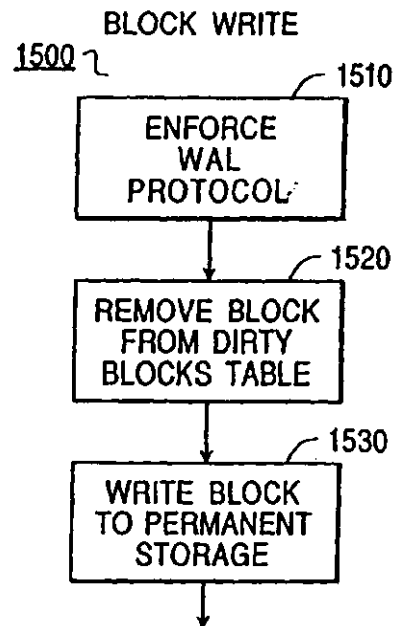 BLOCK WRITE
1500
1510
ENFORCE
WAL
PROTOCOL
1520
REMOVE BLOCK
FROM DIRTY
BLOCKS TABLE
1530
WRITE BLOCK
TO PERMANENT
STORAGE